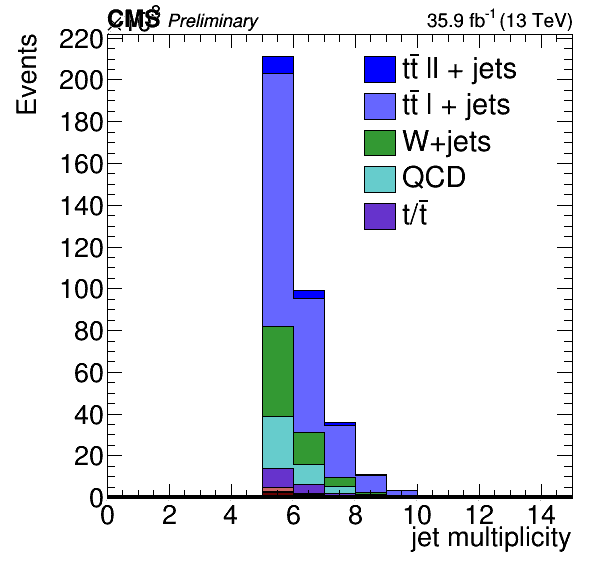 CMS Preliminary
35.9 fb⁻¹ (13 TeV)
Events
220
200
180
160
140
120
100
80
60
40
20
0
tt̄ ll + jets
tt̄ l + jets
W+jets
QCD
t/t̄
0 2 4 6 8 10 12 14
jet multiplicity